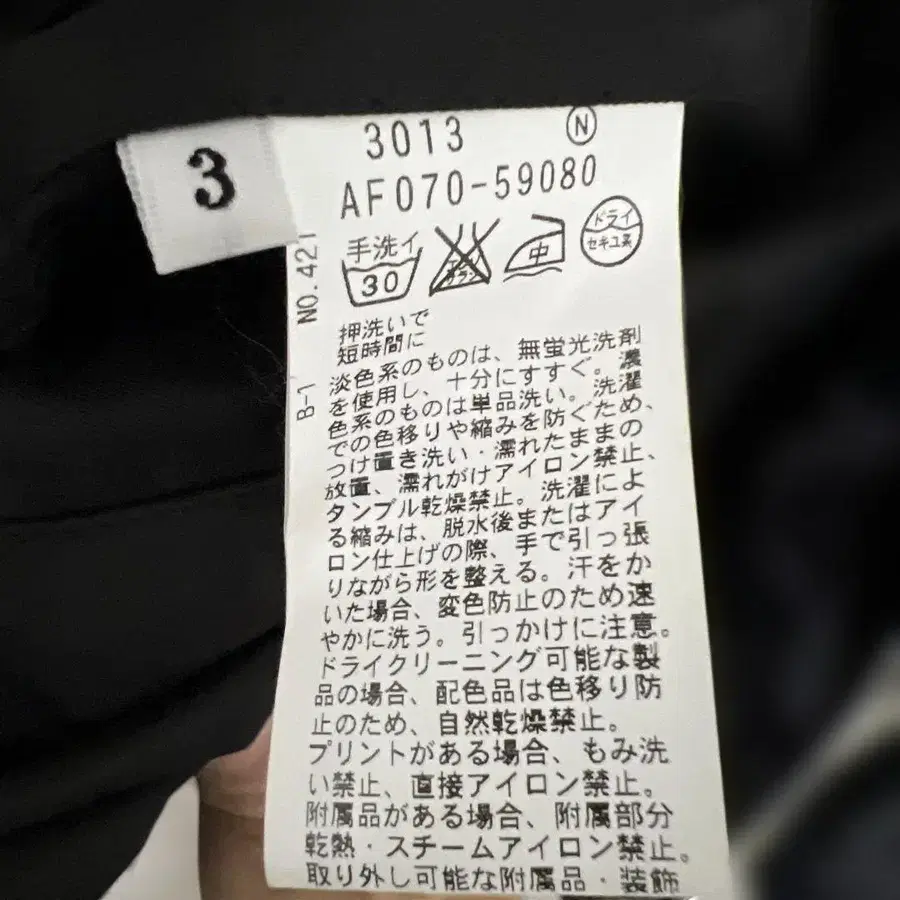 3
3013 Ⓝ
AF070-59080
手洗イ
30
中
ドライ
セキユ系
NO.421
B-1
押洗いで
短時間に
淡色系のものは、無蛍光洗剤
を使用し、十分にすすぐ。濃
色系のものは単品洗い。洗濯
での色移りや縮みを防ぐため、
つけ置き洗い・濡れたままの
放置、濡れがけアイロン禁止、
タンブル乾燥禁止。洗濯によ
る縮みは、脱水後またはアイ
ロン仕上げの際、手で引っ張
りながら形を整える。汗をか
いた場合、変色防止のため速
やかに洗う。引っかけに注意。
ドライクリーニング可能な製
品の場合、配色品は色移り防
止のため、自然乾燥禁止。
プリントがある場合、もみ洗
い禁止、直接アイロン禁止。
附属品がある場合、附属部分
乾熱・スチームアイロン禁止。
取り外し可能な附属品・装飾